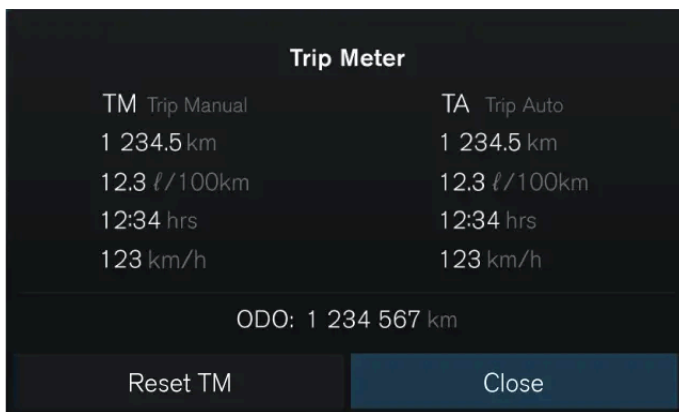 Trip Meter
TM Trip Manual
1 234.5 km
12.3 ℓ/100km
12:34 hrs
123 km/h
TA Trip Auto
1 234.5 km
12.3 ℓ/100km
12:34 hrs
123 km/h
ODO: 1 234 567 km
Reset TM
Close